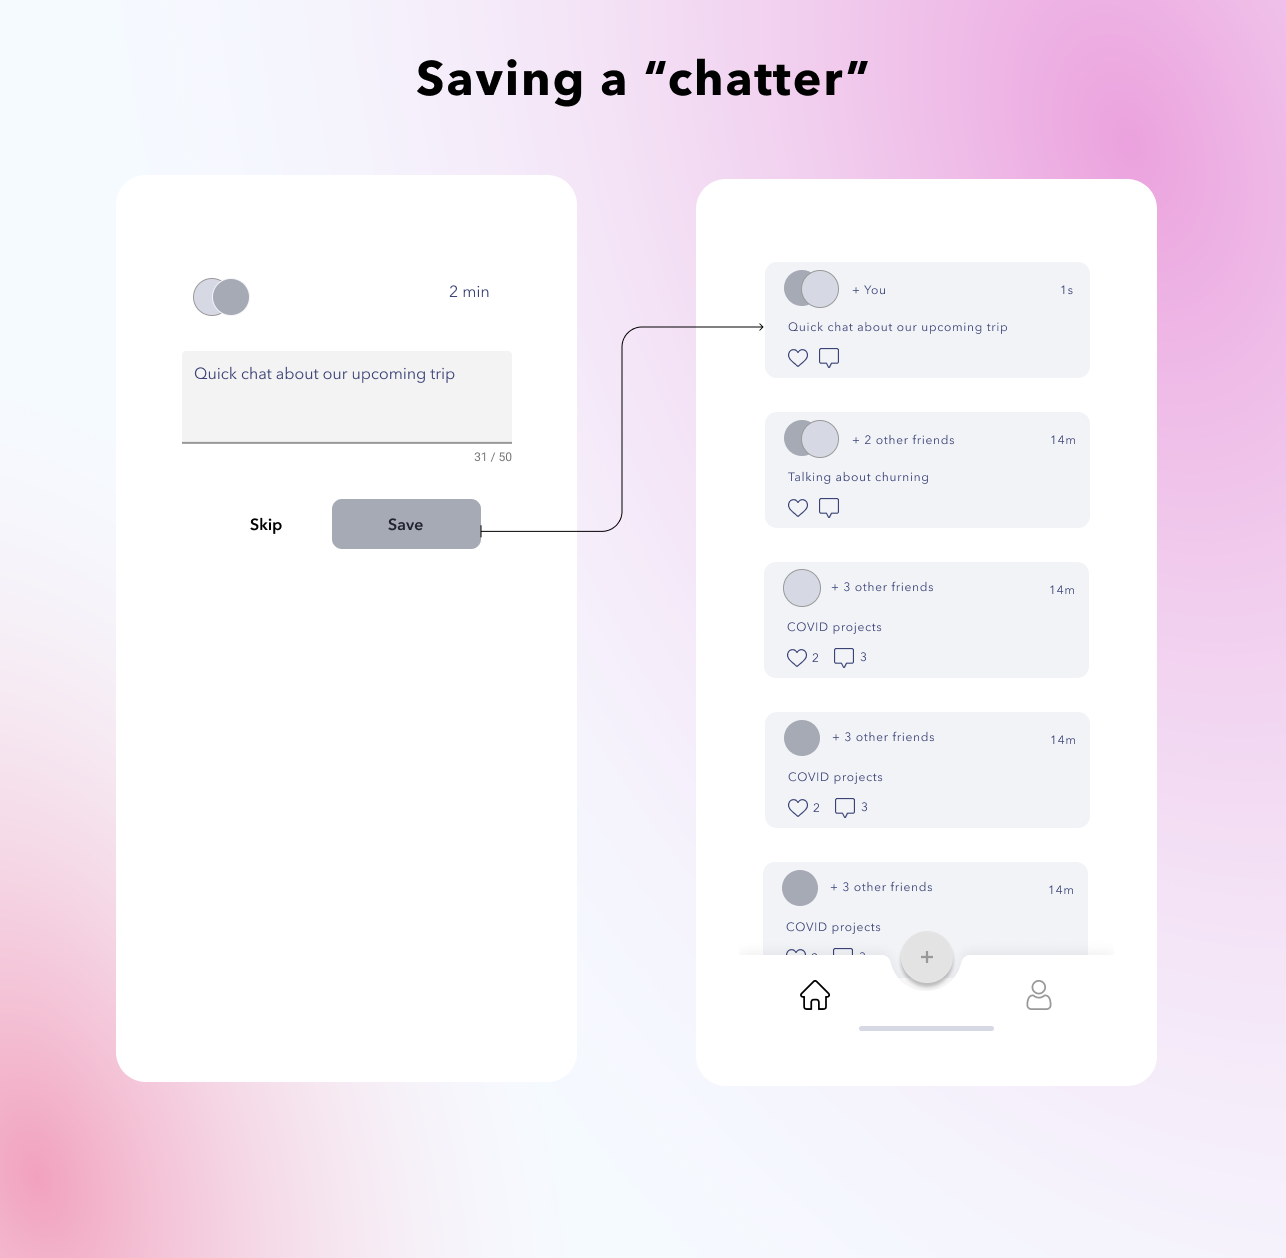 Saving a “chatter”
2 min
Quick chat about our upcoming trip
31 / 50
Skip
Save
+ You
1s
Quick chat about our upcoming trip
+ 2 other friends
14m
Talking about churning
+ 3 other friends
14m
COVID projects
2
3
+ 3 other friends
14m
COVID projects
2
3
+ 3 other friends
14m
COVID projects
+